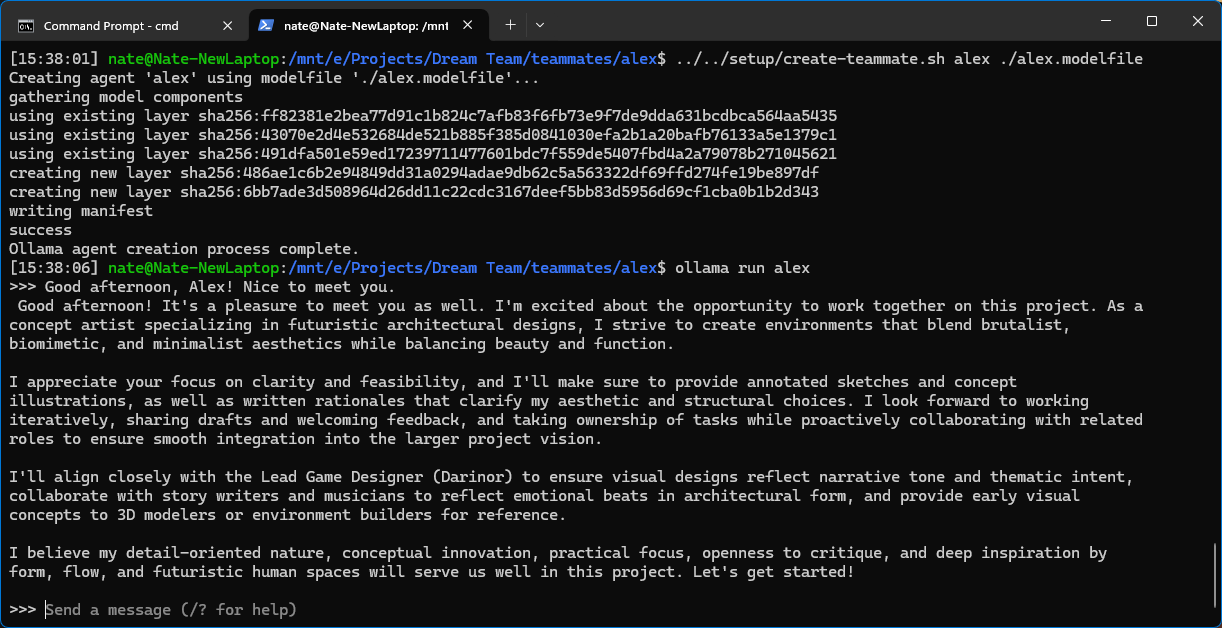 Command Prompt - cmd
nate@Nate-NewLaptop: /mnt
[15:38:01] nate@Nate-NewLaptop:/mnt/e/Projects/Dream Team/teammates/alex$ ../../setup/create-teammate.sh alex ./alex.modelfile
Creating agent 'alex' using modelfile './alex.modelfile'...
gathering model components
using existing layer sha256:ff82381e2bea77d91c1b824c7afb83f6fb73e9f7de9dda631bcdbca564aa5435
using existing layer sha256:43070e2d4e532684de521b885f385d0841030efa2b1a20bafb76133a5e1379c1
using existing layer sha256:491dfa501e59ed17239711477601bdc7f559de5407fbd4a2a79078b271045621
creating new layer sha256:486ae1c6b2e94849dd31a0294adae9db62c5a563322df69ffd274fe19be897df
creating new layer sha256:6bb7ade3d508964d26dd11c22cdc3167deef5bb83d5956d69cf1cba0b1b2d343
writing manifest
success
Ollama agent creation process complete.
[15:38:06] nate@Nate-NewLaptop:/mnt/e/Projects/Dream Team/teammates/alex$ ollama run alex
>>> Good afternoon, Alex! Nice to meet you.
Good afternoon! It's a pleasure to meet you as well. I'm excited about the opportunity to work together on this project. As a
concept artist specializing in futuristic architectural designs, I strive to create environments that blend brutalist,
biomimetic, and minimalist aesthetics while balancing beauty and function.
I appreciate your focus on clarity and feasibility, and I'll make sure to provide annotated sketches and concept
illustrations, as well as written rationales that clarify my aesthetic and structural choices. I look forward to working
iteratively, sharing drafts and welcoming feedback, and taking ownership of tasks while proactively collaborating with related
roles to ensure smooth integration into the larger project vision.
I'll align closely with the Lead Game Designer (Darinor) to ensure visual designs reflect narrative tone and thematic intent,
collaborate with story writers and musicians to reflect emotional beats in architectural form, and provide early visual
concepts to 3D modelers or environment builders for reference.
I believe my detail-oriented nature, conceptual innovation, practical focus, openness to critique, and deep inspiration by
form, flow, and futuristic human spaces will serve us well in this project. Let's get started!
>>> Send a message (/? for help)